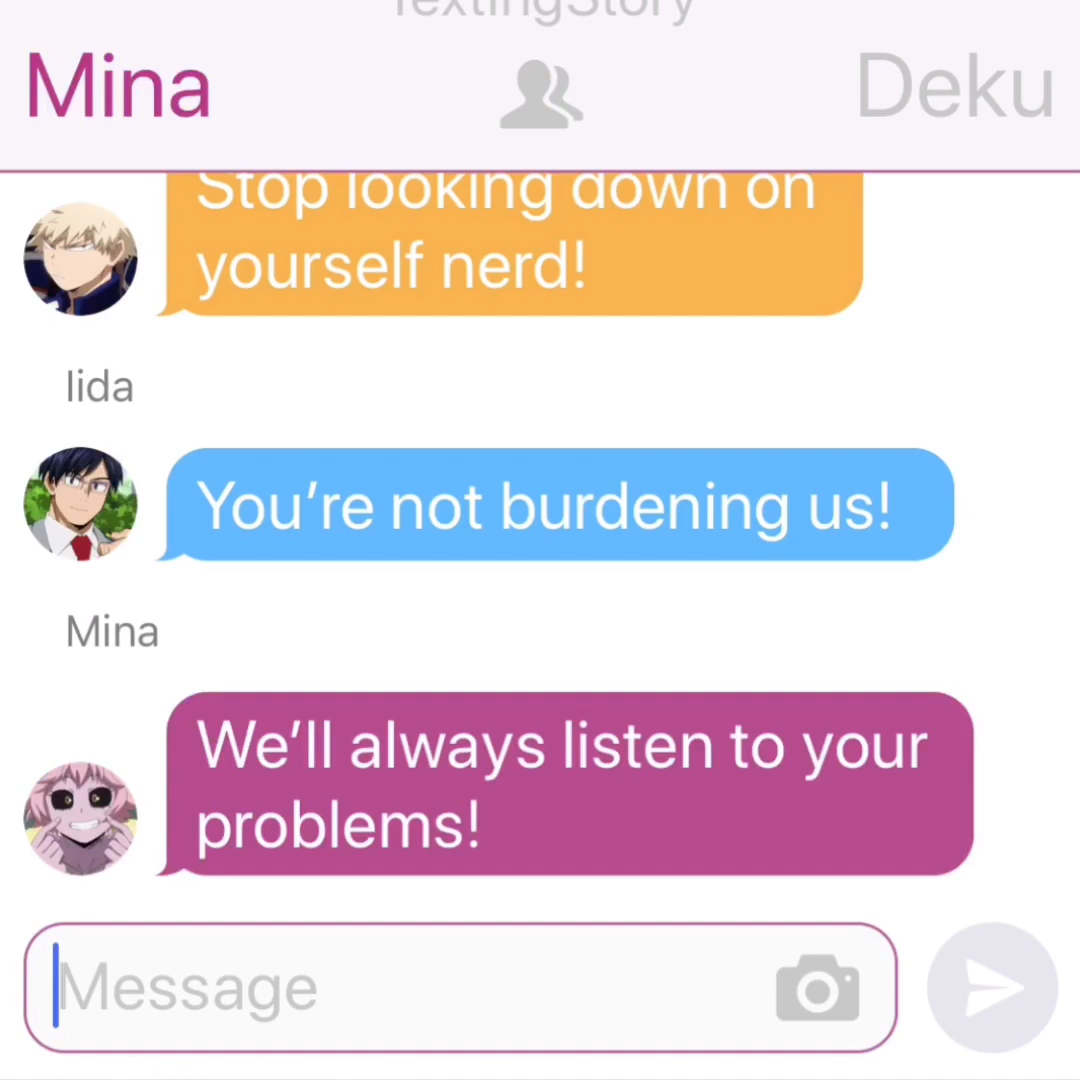 TextingStory
Mina
Deku
Stop looking down on
yourself nerd!
Iida
You’re not burdening us!
Mina
We’ll always listen to your
problems!
Message